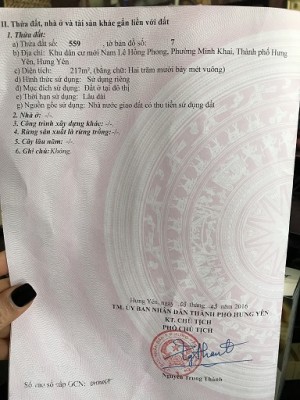 II. Thửa đất, nhà ở và tài sản khác gắn liền với đất
1. Thửa đất:
a) Thửa đất số: 559 , tờ bản đồ số: 7
b) Địa chỉ: Khu dân cư mới Nam Lê Hồng Phong, Phường Minh Khai, Thành phố Hưng
Yên, Hưng Yên
c) Diện tích: 217m², (bằng chữ: Hai trăm mười bảy mét vuông)
d) Hình thức sử dụng: Sử dụng riêng
đ) Mục đích sử dụng: Đất ở tại đô thị
e) Thời hạn sử dụng: Lâu dài
g) Nguồn gốc sử dụng: Nhà nước giao đất có thu tiền sử dụng đất
2. Nhà ở: -/-.
3. Công trình xây dựng khác: -/-.
4. Rừng sản xuất là rừng trồng: -/-.
5. Cây lâu năm: -/-.
6. Ghi chú: Không.
Hưng Yên, ngày tháng năm 2016
TM. ỦY BAN NHÂN DÂN THÀNH PHỐ HƯNG YÊN
KT. CHỦ TỊCH
PHÓ CHỦ TỊCH
Nguyễn Trung Thành
Số vào sổ cấp GCN: